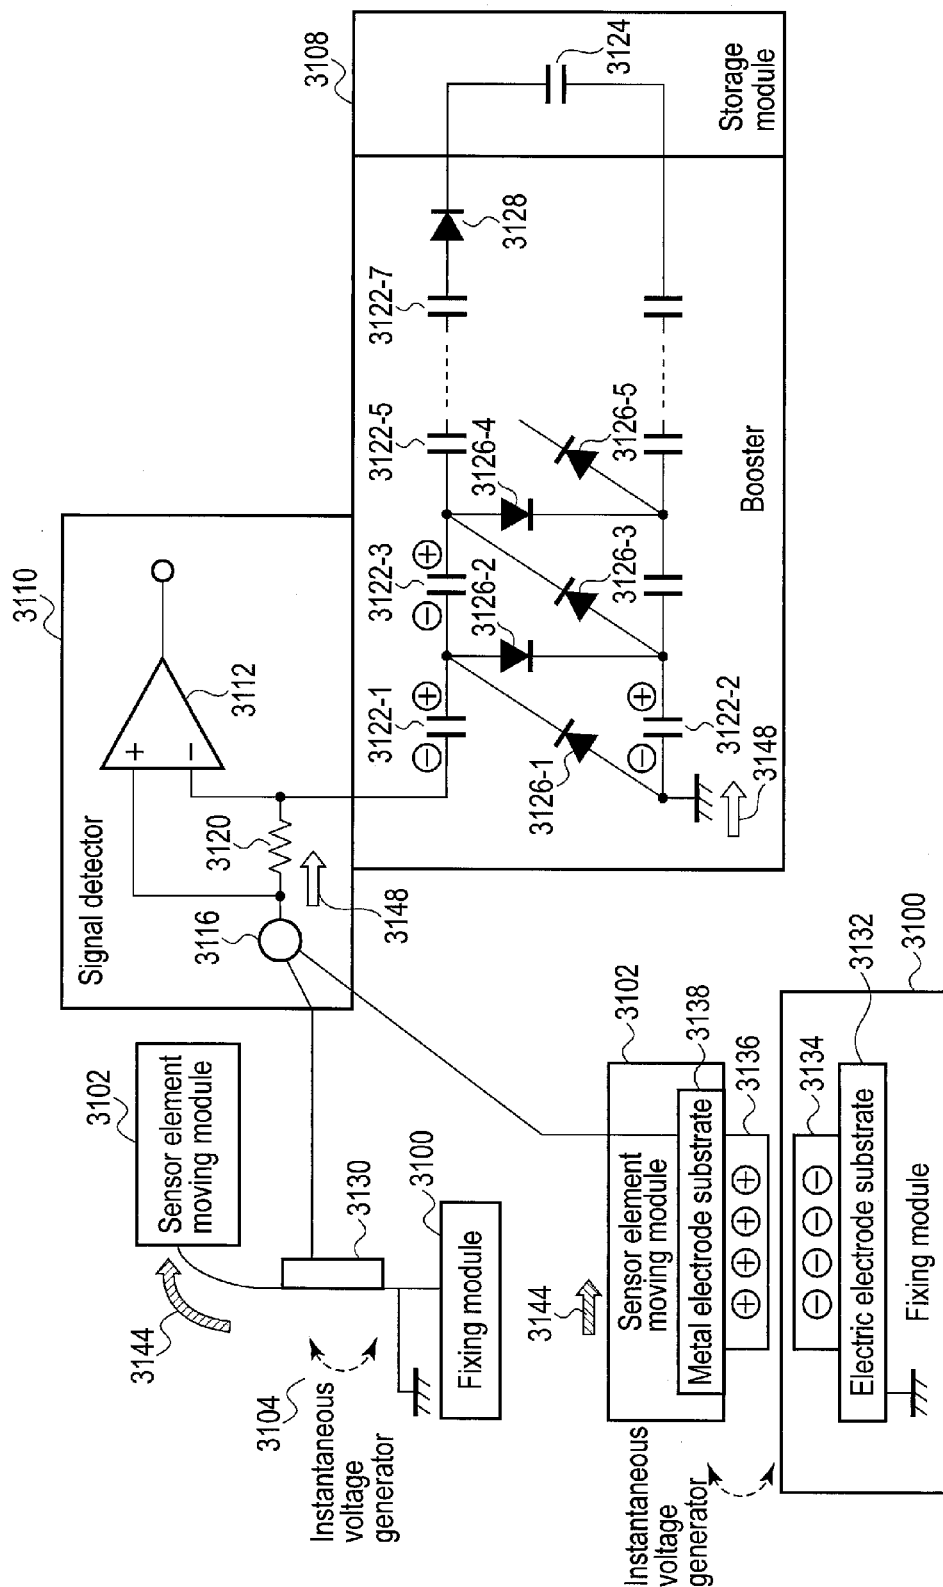 3110
Signal detector
3112
3116
3120
3148
3108
3124
Storage
module
3128
3122-7
3122-5
3126-4
3126-5
3122-3
3126-2
3126-3
3122-1
3126-1
3122-2
3148
Booster
+
−
⊖ ⊕
⊖ ⊕
⊖ ⊕
3102
Sensor element
moving module
3144
3130
3100
3104
Instantaneous
voltage
generator
Fixing module
3102
3138
3136
3144
Sensor element
moving module
Metal electrode substrate
⊕ ⊕ ⊕ ⊕
Instantaneous
voltage
generator
3100
3132
3134
⊖ ⊖ ⊖ ⊖
Electric electrode substrate
Fixing module